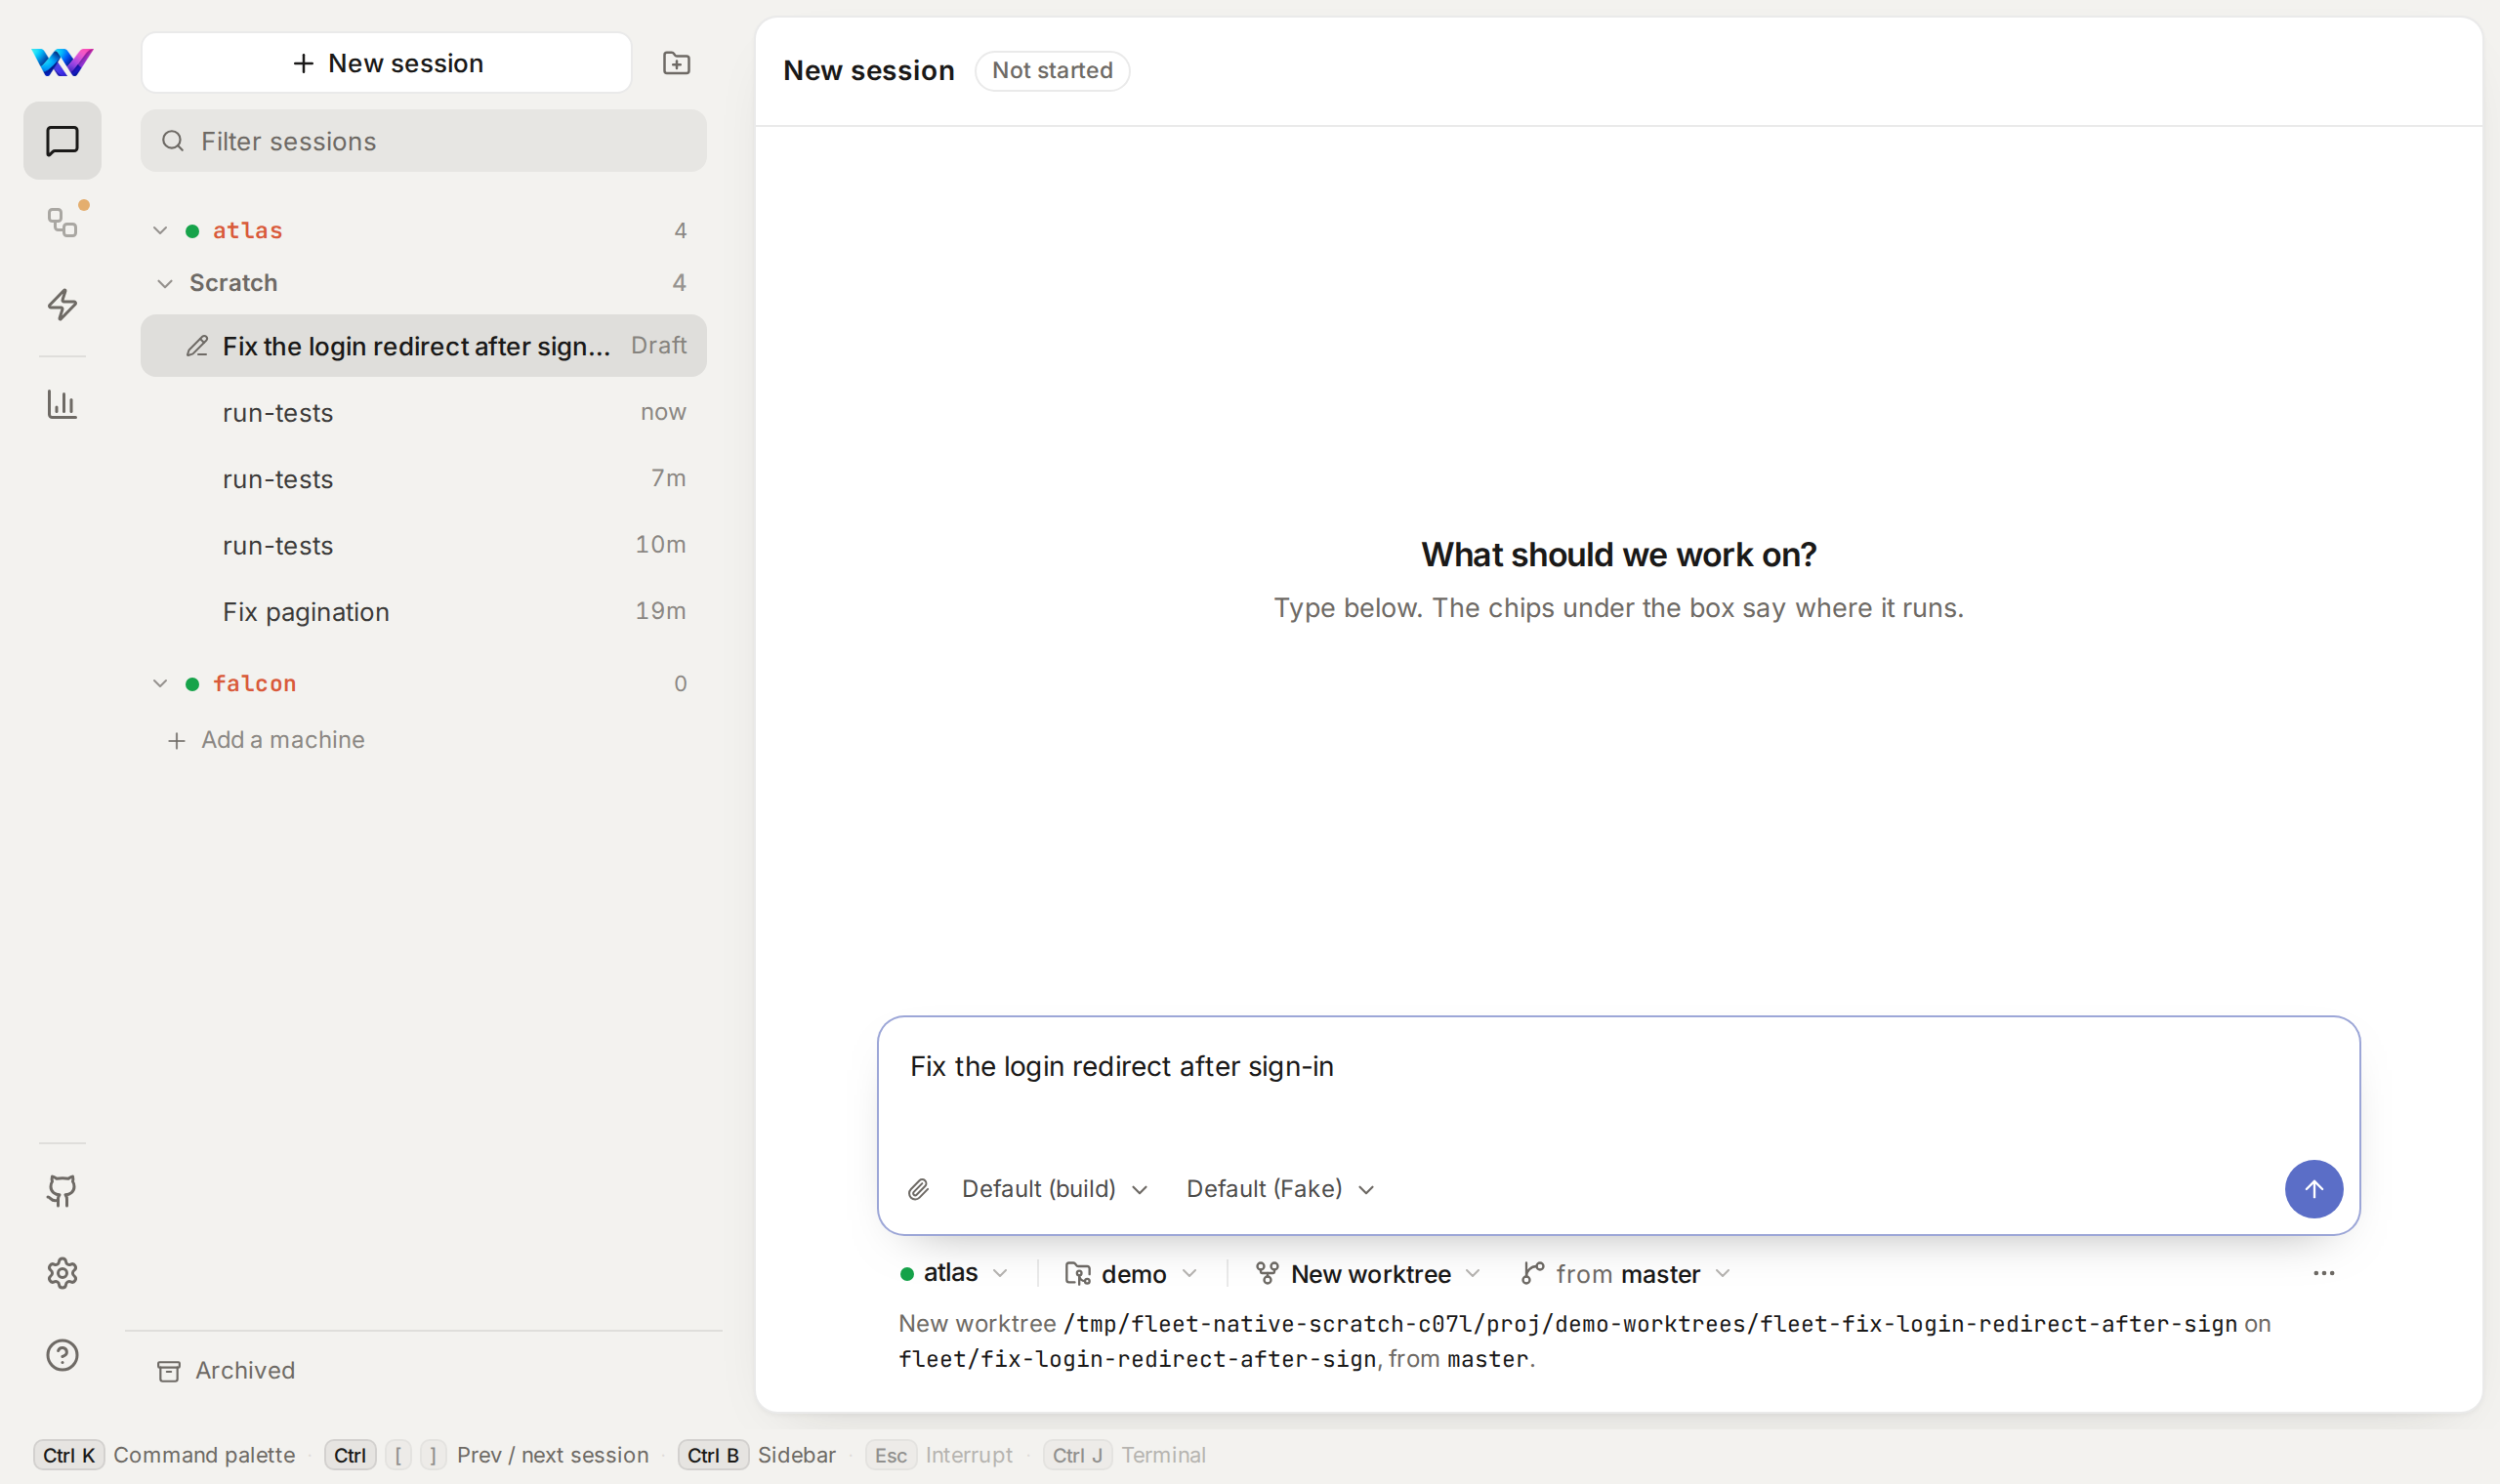 New session
Filter sessions
atlas 4
Scratch 4
Fix the login redirect after sign... Draft
run-tests now
run-tests 7m
run-tests 10m
Fix pagination 19m
falcon 0
Add a machine
Archived
New session Not started
What should we work on?
Type below. The chips under the box say where it runs.
Fix the login redirect after sign-in
Default (build) Default (Fake)
atlas demo New worktree from master
New worktree /tmp/fleet-native-scratch-c07l/proj/demo-worktrees/fleet-fix-login-redirect-after-sign on
fleet/fix-login-redirect-after-sign, from master.
Ctrl K Command palette · Ctrl [ ] Prev / next session · Ctrl B Sidebar · Esc Interrupt · Ctrl J Terminal